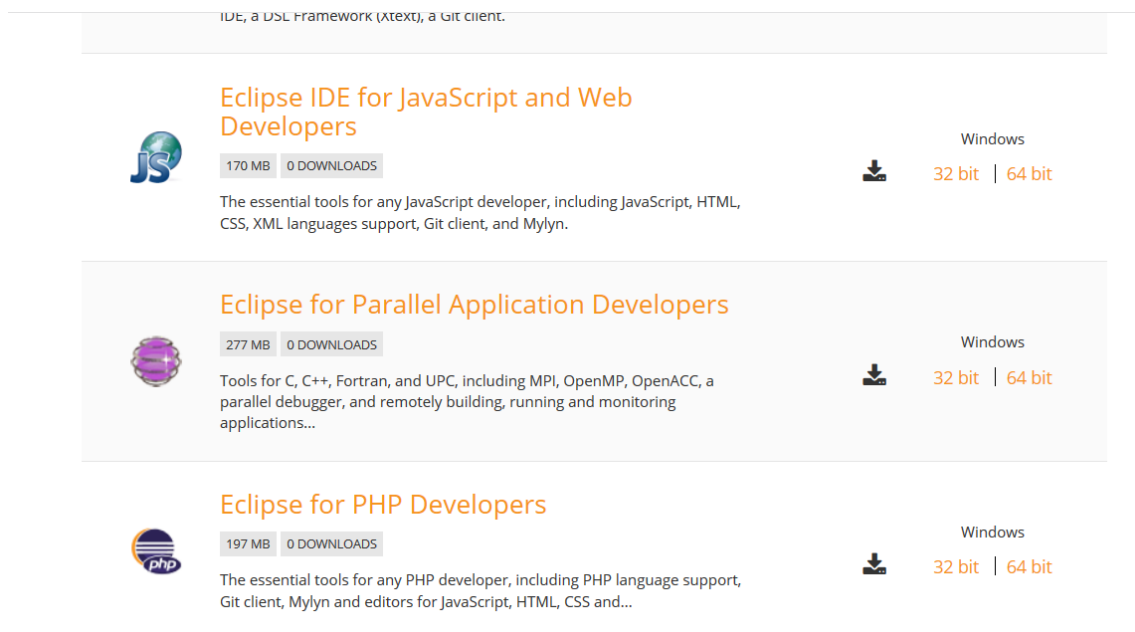 IDE, a DSL Framework (Xtext), a Git client.
Eclipse IDE for JavaScript and Web
Developers
170 MB 0 DOWNLOADS
The essential tools for any JavaScript developer, including JavaScript, HTML,
CSS, XML languages support, Git client, and Mylyn.
JS
Windows
32 bit | 64 bit
Eclipse for Parallel Application Developers
277 MB 0 DOWNLOADS
Tools for C, C++, Fortran, and UPC, including MPI, OpenMP, OpenACC, a
parallel debugger, and remotely building, running and monitoring
applications...
Windows
32 bit | 64 bit
Eclipse for PHP Developers
197 MB 0 DOWNLOADS
The essential tools for any PHP developer, including PHP language support,
Git client, Mylyn and editors for JavaScript, HTML, CSS and...
php
Windows
32 bit | 64 bit